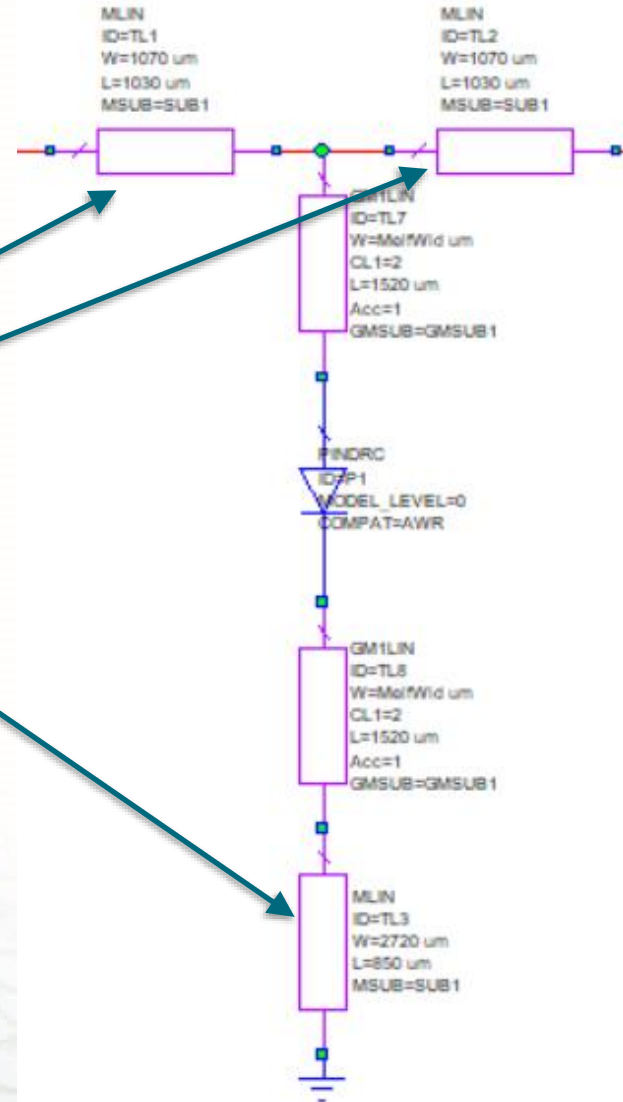 MLIN
ID=TL1
W=1070 um
L=1030 um
MSUB=SUB1
MLIN
ID=TL2
W=1070 um
L=1030 um
MSUB=SUB1
GM1LIN
ID=TL7
W=MelfWid um
CL1=2
L=1520 um
Acc=1
GMSUB=GMSUB1
PINDRC
ID=P1
MODEL_LEVEL=0
COMPAT=AWR
GM1LIN
ID=TL8
W=MelfWid um
CL1=2
L=1520 um
Acc=1
GMSUB=GMSUB1
MLIN
ID=TL3
W=2720 um
L=850 um
MSUB=SUB1